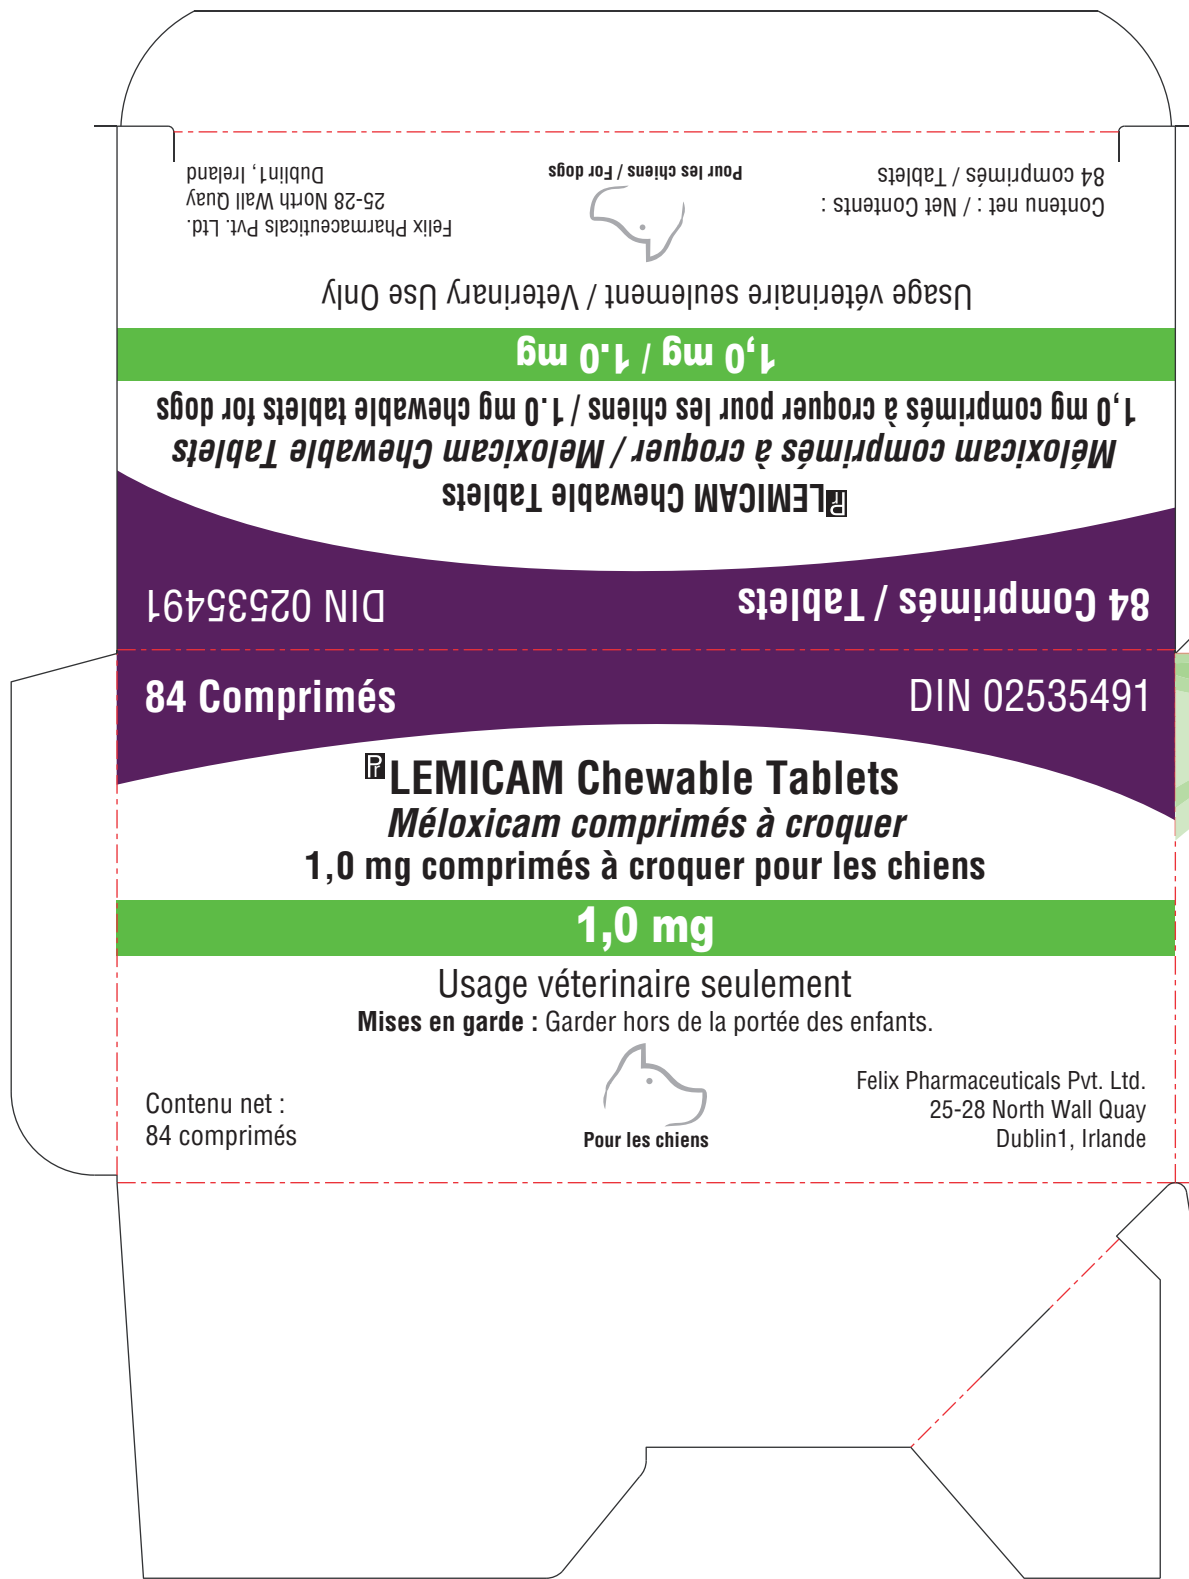 84 Comprimés / Tablets
DIN 02535491
Pr LEMICAM Chewable Tablets
Méloxicam comprimés à croquer / Meloxicam Chewable Tablets
1,0 mg comprimés à croquer pour les chiens / 1.0 mg chewable tablets for dogs
1,0 mg / 1.0 mg
Usage véterinaire seulement / Veterinary Use Only
Contenu net : / Net Contents :
84 comprimés / Tablets
Pour les chiens / For dogs
Felix Pharmaceuticals Pvt. Ltd.
25-28 North Wall Quay
Dublin1, Ireland
84 Comprimés
DIN 02535491
Pr LEMICAM Chewable Tablets
Méloxicam comprimés à croquer
1,0 mg comprimés à croquer pour les chiens
1,0 mg
Usage véterinaire seulement
Mises en garde : Garder hors de la portée des enfants.
Contenu net :
84 comprimés
Pour les chiens
Felix Pharmaceuticals Pvt. Ltd.
25-28 North Wall Quay
Dublin1, Irlande